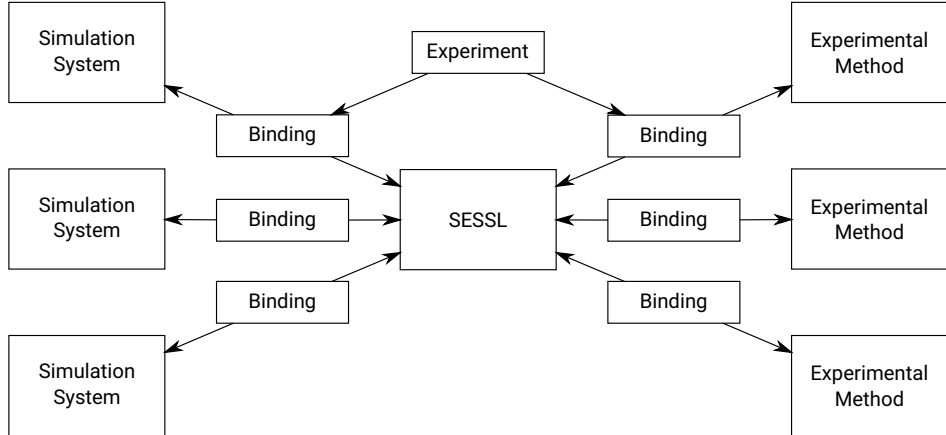 Simulation
System
Experiment
Experimental
Method
Binding
Binding
Simulation
System
Binding
SESSL
Binding
Experimental
Method
Binding
Binding
Simulation
System
Experimental
Method